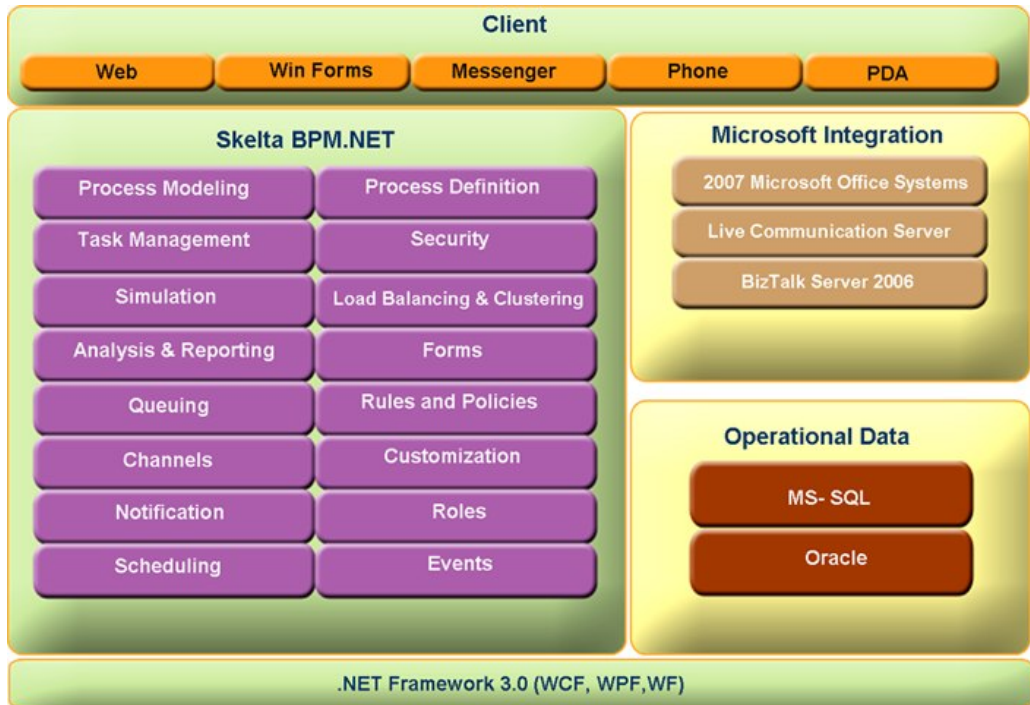 Client
Web
Win Forms
Messenger
Phone
PDA
Skelta BPM.NET
Process Modeling
Process Definition
Task Management
Security
Simulation
Load Balancing & Clustering
Analysis & Reporting
Forms
Queuing
Rules and Policies
Channels
Customization
Notification
Roles
Scheduling
Events
Microsoft Integration
2007 Microsoft Office Systems
Live Communication Server
BizTalk Server 2006
Operational Data
MS- SQL
Oracle
.NET Framework 3.0 (WCF, WPF,WF)